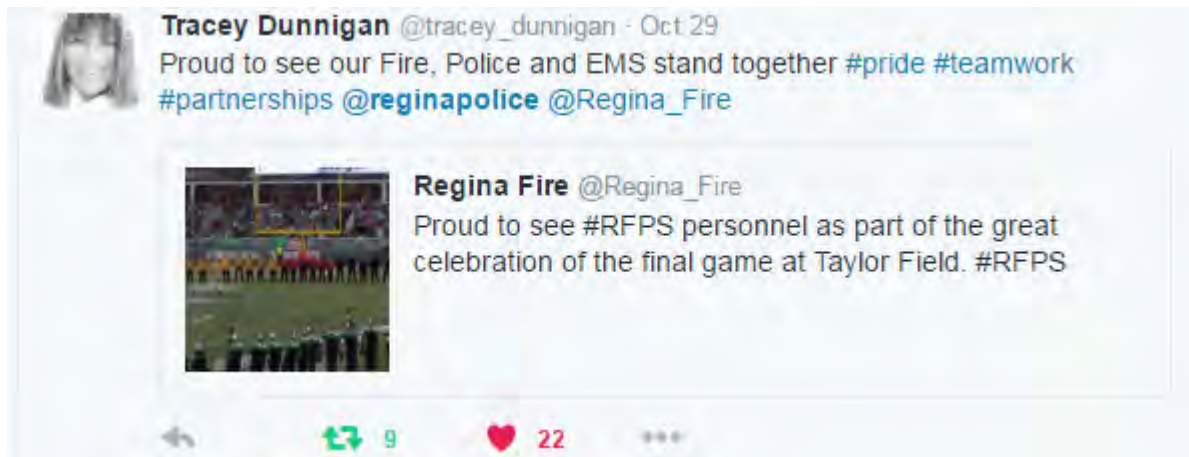 Tracey Dunnigan @tracey_dunnigan · Oct 29
Proud to see our Fire, Police and EMS stand together #pride #teamwork
#partnerships @reginapolice @Regina_Fire
Regina Fire @Regina_Fire
Proud to see #RFPS personnel as part of the great
celebration of the final game at Taylor Field. #RFPS
9 22